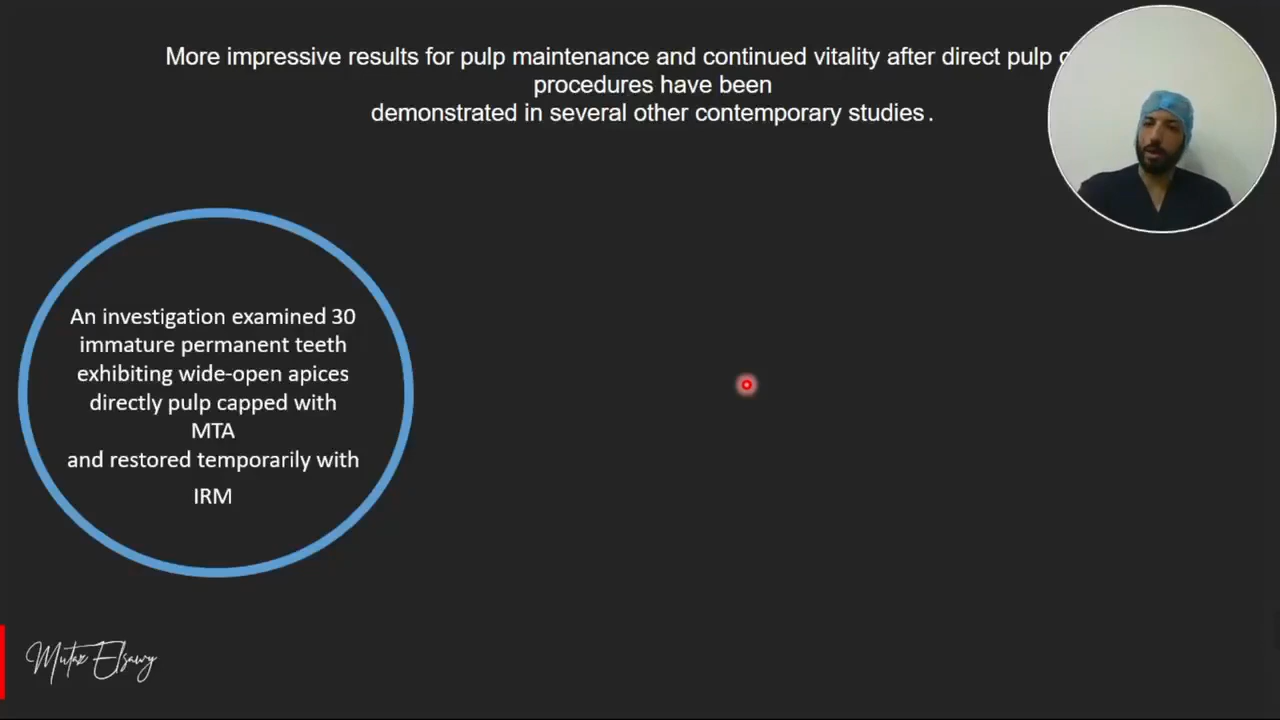 More impressive results for pulp maintenance and continued vitality after direct pulp
procedures have been
demonstrated in several other contemporary studies.
An investigation examined 30
immature permanent teeth
exhibiting wide-open apices
directly pulp capped with
MTA
and restored temporarily with
IRM
Mutaz Elsawy